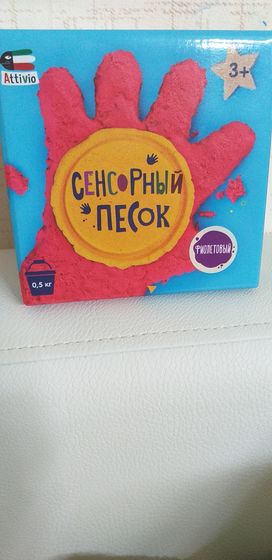 Attivio
3+
СЕНСОРНЫЙ
ПЕСОК
ФИОЛЕТОВЫЙ
0,5 кг